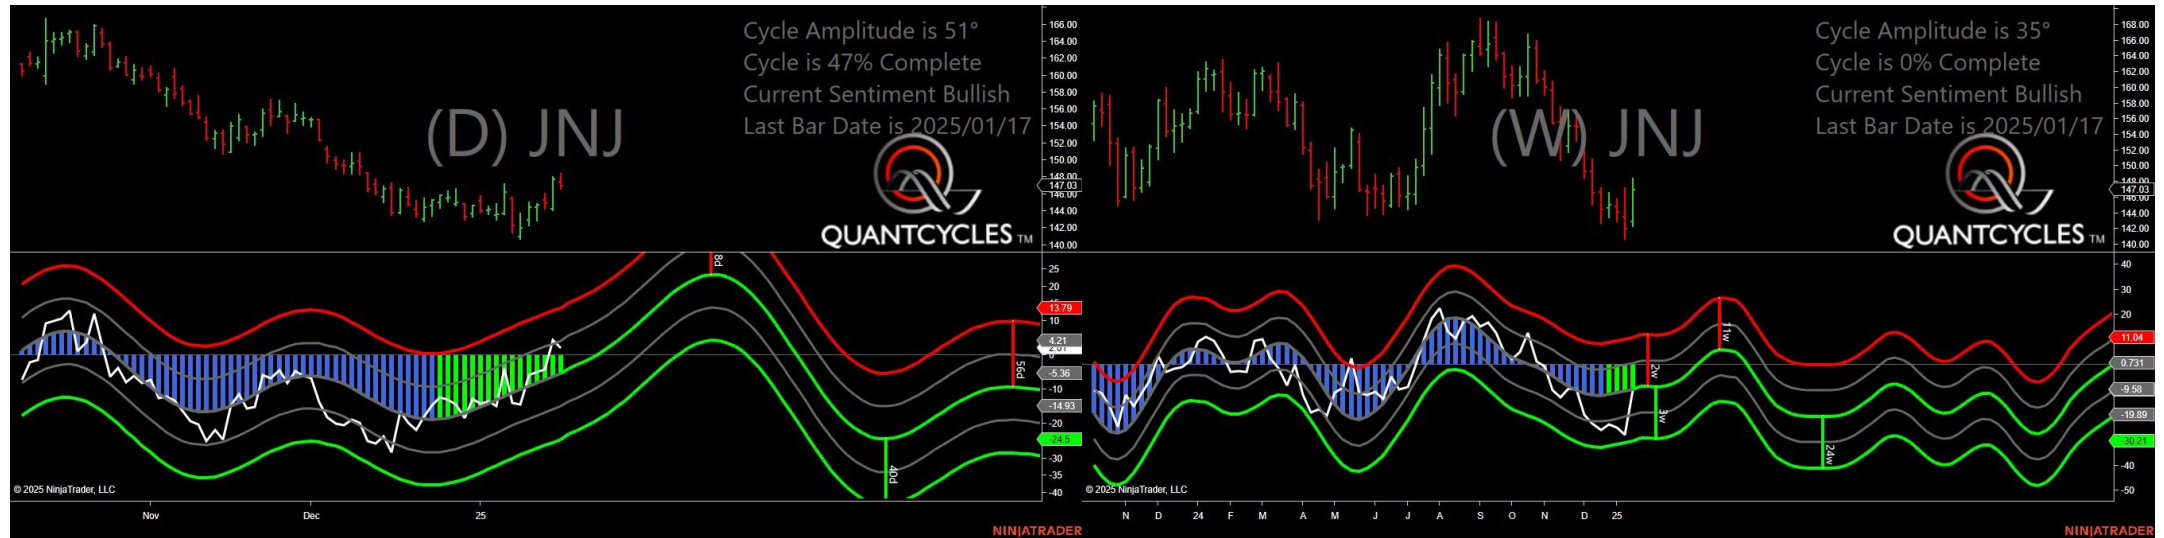 Cycle Amplitude is 51°
Cycle is 47% Complete
Current Sentiment Bullish
Last Bar Date is 2025/01/17
(D) JNJ
QUANTCYCLES TM
166.00
164.00
162.00
160.00
158.00
156.00
154.00
152.00
150.00
148.00
147.03
146.00
144.00
142.00
140.00
8d
56d
40d
25
20
13.79
10
4.21
2.01
-5.36
-10
-14.93
-20
-24.5
-30
-35
-40
© 2025 NinjaTrader, LLC
Nov
Dec
25
NINJATRADER
Cycle Amplitude is 35°
Cycle is 0% Complete
Current Sentiment Bullish
Last Bar Date is 2025/01/17
(W) JNJ
QUANTCYCLES TM
168.00
166.00
164.00
162.00
160.00
158.00
156.00
154.00
152.00
150.00
148.00
147.03
146.00
144.00
142.00
140.00
2w
3w
11w
24w
40
30
20
11.04
0.731
-9.58
-19.89
-30.21
-40
-50
© 2025 NinjaTrader, LLC
N D 24 F M A M J J A S O N D 25
NINJATRADER